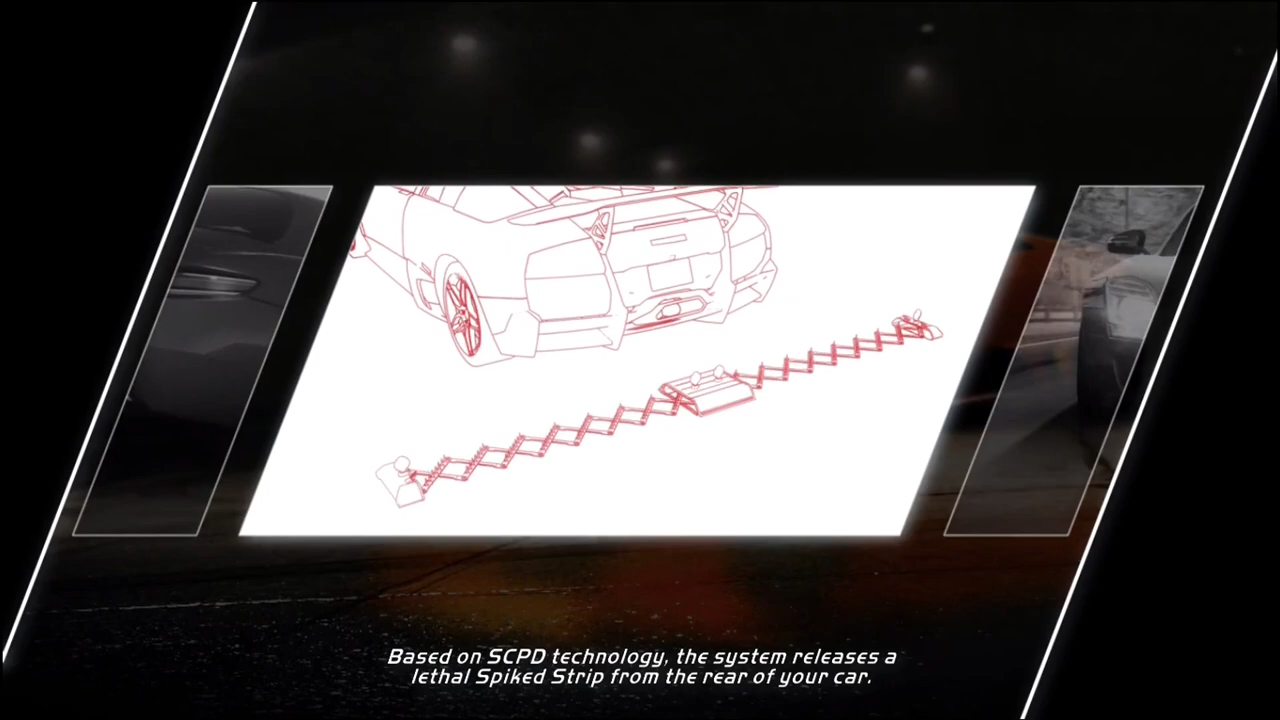 Based on SCPD technology, the system releases a
lethal Spiked Strip from the rear of your car.